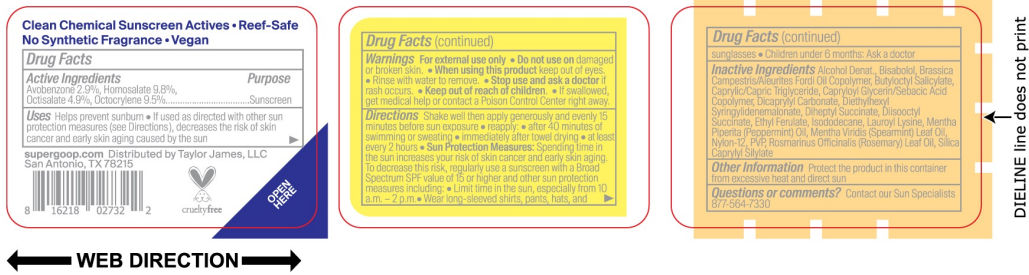 Clean Chemical Sunscreen Actives • Reef-Safe
No Synthetic Fragrance • Vegan
Drug Facts
Active Ingredients Purpose
Avobenzone 2.9%, Homosalate 9.8%,
Octisalate 4.9%, Octocrylene 9.5%..............................Sunscreen
Uses Helps prevent sunburn • If used as directed with other sun
protection measures (see Directions), decreases the risk of skin
cancer and early skin aging caused by the sun
supergoop.com Distributed by Taylor James, LLC
San Antonio, TX 78215
8 16218 02732 2
crueltyfree
OPEN
HERE
WEB DIRECTION
Drug Facts (continued)
Warnings For external use only • Do not use on damaged
or broken skin. • When using this product keep out of eyes.
• Rinse with water to remove. • Stop use and ask a doctor if
rash occurs. • Keep out of reach of children. • If swallowed,
get medical help or contact a Poison Control Center right away.
Directions Shake well then apply generously and evenly 15
minutes before sun exposure • reapply: • after 40 minutes of
swimming or sweating • immediately after towel drying • at least
every 2 hours • Sun Protection Measures: Spending time in
the sun increases your risk of skin cancer and early skin aging.
To decrease this risk, regularly use a sunscreen with a Broad
Spectrum SPF value of 15 or higher and other sun protection
measures including: • Limit time in the sun, especially from 10
a.m. – 2 p.m. • Wear long-sleeved shirts, pants, hats, and
Drug Facts (continued)
sunglasses • Children under 6 months: Ask a doctor
Inactive Ingredients Alcohol Denat., Bisabolol, Brassica
Campestris/Aleurites Fordi Oil Copolymer, Butyloctyl Salicylate,
Caprylic/Capric Triglyceride, Capryloyl Glycerin/Sebacic Acid
Copolymer, Dicaprylyl Carbonate, Diethylhexyl
Syringylidenemalonate, Diheptyl Succinate, Diisooctyl
Succinate, Ethyl Ferulate, Isododecane, Lauroyl Lysine, Mentha
Piperita (Peppermint) Oil, Mentha Viridis (Spearmint) Leaf Oil,
Nylon-12, PVP, Rosmarinus Officinalis (Rosemary) Leaf Oil, Silica
Caprylyl Silylate
Other Information Protect the product in this container
from excessive heat and direct sun
Questions or comments? Contact our Sun Specialists
877-564-7330
DIELINE line does not print